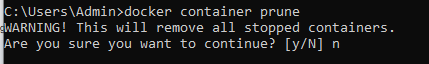 C:\Users\Admin>docker container prune
WARNING! This will remove all stopped containers.
Are you sure you want to continue? [y/N] n